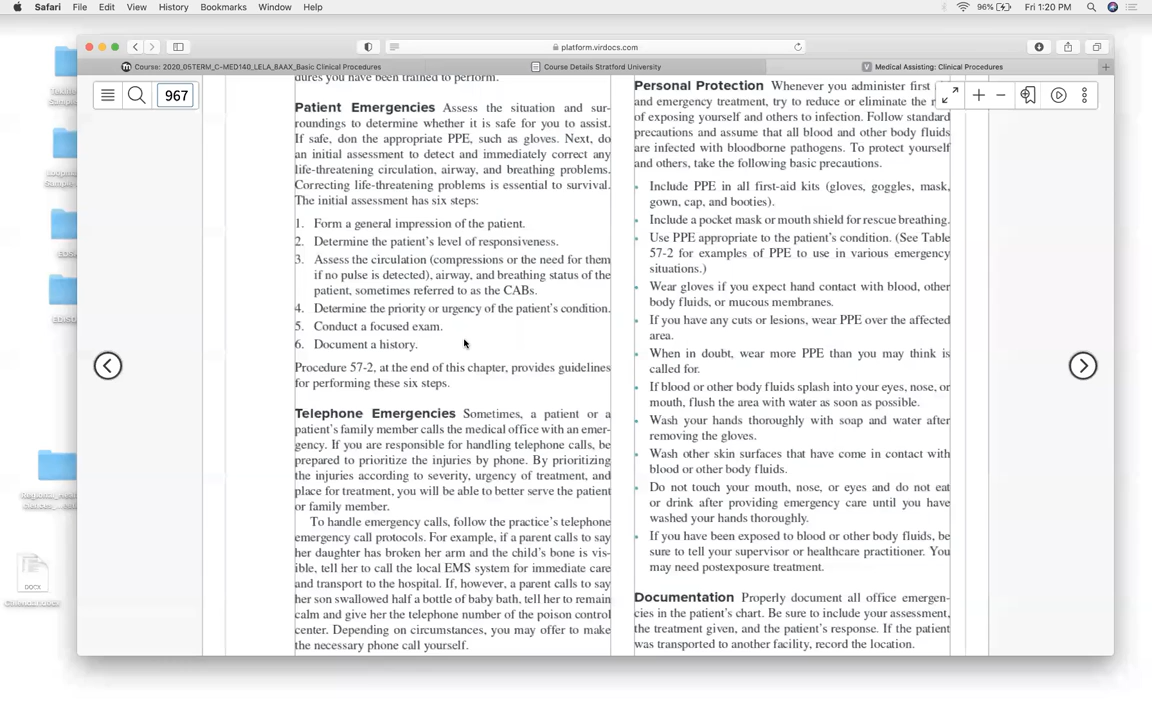 Safari File Edit View History Bookmarks Window Help
96% Fri 1:20 PM
platform.virdocs.com
Course: 2020_05TERM_C-MED140_LELA_8AAX_Basic Clinical Procedures
Course Details Stratford University
Medical Assisting: Clinical Procedures
967
dures you have been trained to perform.
Patient Emergencies Assess the situation and sur-
roundings to determine whether it is safe for you to assist.
If safe, don the appropriate PPE, such as gloves. Next, do
an initial assessment to detect and immediately correct any
life-threatening circulation, airway, and breathing problems.
Correcting life-threatening problems is essential to survival.
The initial assessment has six steps:
1. Form a general impression of the patient.
2. Determine the patient's level of responsiveness.
3. Assess the circulation (compressions or the need for them
if no pulse is detected), airway, and breathing status of the
patient, sometimes referred to as the CABs.
4. Determine the priority or urgency of the patient's condition.
5. Conduct a focused exam.
6. Document a history.
Procedure 57-2, at the end of this chapter, provides guidelines
for performing these six steps.
Telephone Emergencies Sometimes, a patient or a
patient's family member calls the medical office with an emer-
gency. If you are responsible for handling telephone calls, be
prepared to prioritize the injuries by phone. By prioritizing
the injuries according to severity, urgency of treatment, and
place for treatment, you will be able to better serve the patient
or family member.
To handle emergency calls, follow the practice's telephone
emergency call protocols. For example, if a parent calls to say
her daughter has broken her arm and the child's bone is vis-
ible, tell her to call the local EMS system for immediate care
and transport to the hospital. If, however, a parent calls to say
her son swallowed half a bottle of baby bath, tell her to remain
calm and give her the telephone number of the poison control
center. Depending on circumstances, you may offer to make
the necessary phone call yourself.
Personal Protection Whenever you administer first
and emergency treatment, try to reduce or eliminate the
of exposing yourself and others to infection. Follow standard
precautions and assume that all blood and other body fluids
are infected with bloodborne pathogens. To protect yourself
and others, take the following basic precautions.
• Include PPE in all first-aid kits (gloves, goggles, mask,
gown, cap, and booties).
• Include a pocket mask or mouth shield for rescue breathing.
• Use PPE appropriate to the patient's condition. (See Table
57-2 for examples of PPE to use in various emergency
situations.)
• Wear gloves if you expect hand contact with blood, other
body fluids, or mucous membranes.
• If you have any cuts or lesions, wear PPE over the affected
area.
• When in doubt, wear more PPE than you may think is
called for.
• If blood or other body fluids splash into your eyes, nose, or
mouth, flush the area with water as soon as possible.
• Wash your hands thoroughly with soap and water after
removing the gloves.
• Wash other skin surfaces that have come in contact with
blood or other body fluids.
• Do not touch your mouth, nose, or eyes and do not eat
or drink after providing emergency care until you have
washed your hands thoroughly.
• If you have been exposed to blood or other body fluids, be
sure to tell your supervisor or healthcare practitioner. You
may need postexposure treatment.
Documentation Properly document all office emergen-
cies in the patient's chart. Be sure to include your assessment,
the treatment given, and the patient's response. If the patient
was transported to another facility, record the location.
DOCX